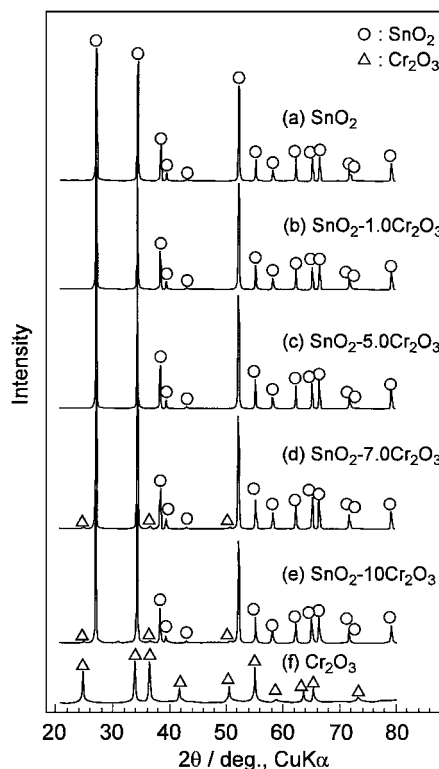 ○ : SnO₂
△ : Cr₂O₃
(a) SnO₂
(b) SnO₂-1.0Cr₂O₃
(c) SnO₂-5.0Cr₂O₃
(d) SnO₂-7.0Cr₂O₃
(e) SnO₂-10Cr₂O₃
(f) Cr₂O₃
Intensity
20 30 40 50 60 70 80
2θ / deg., CuKα